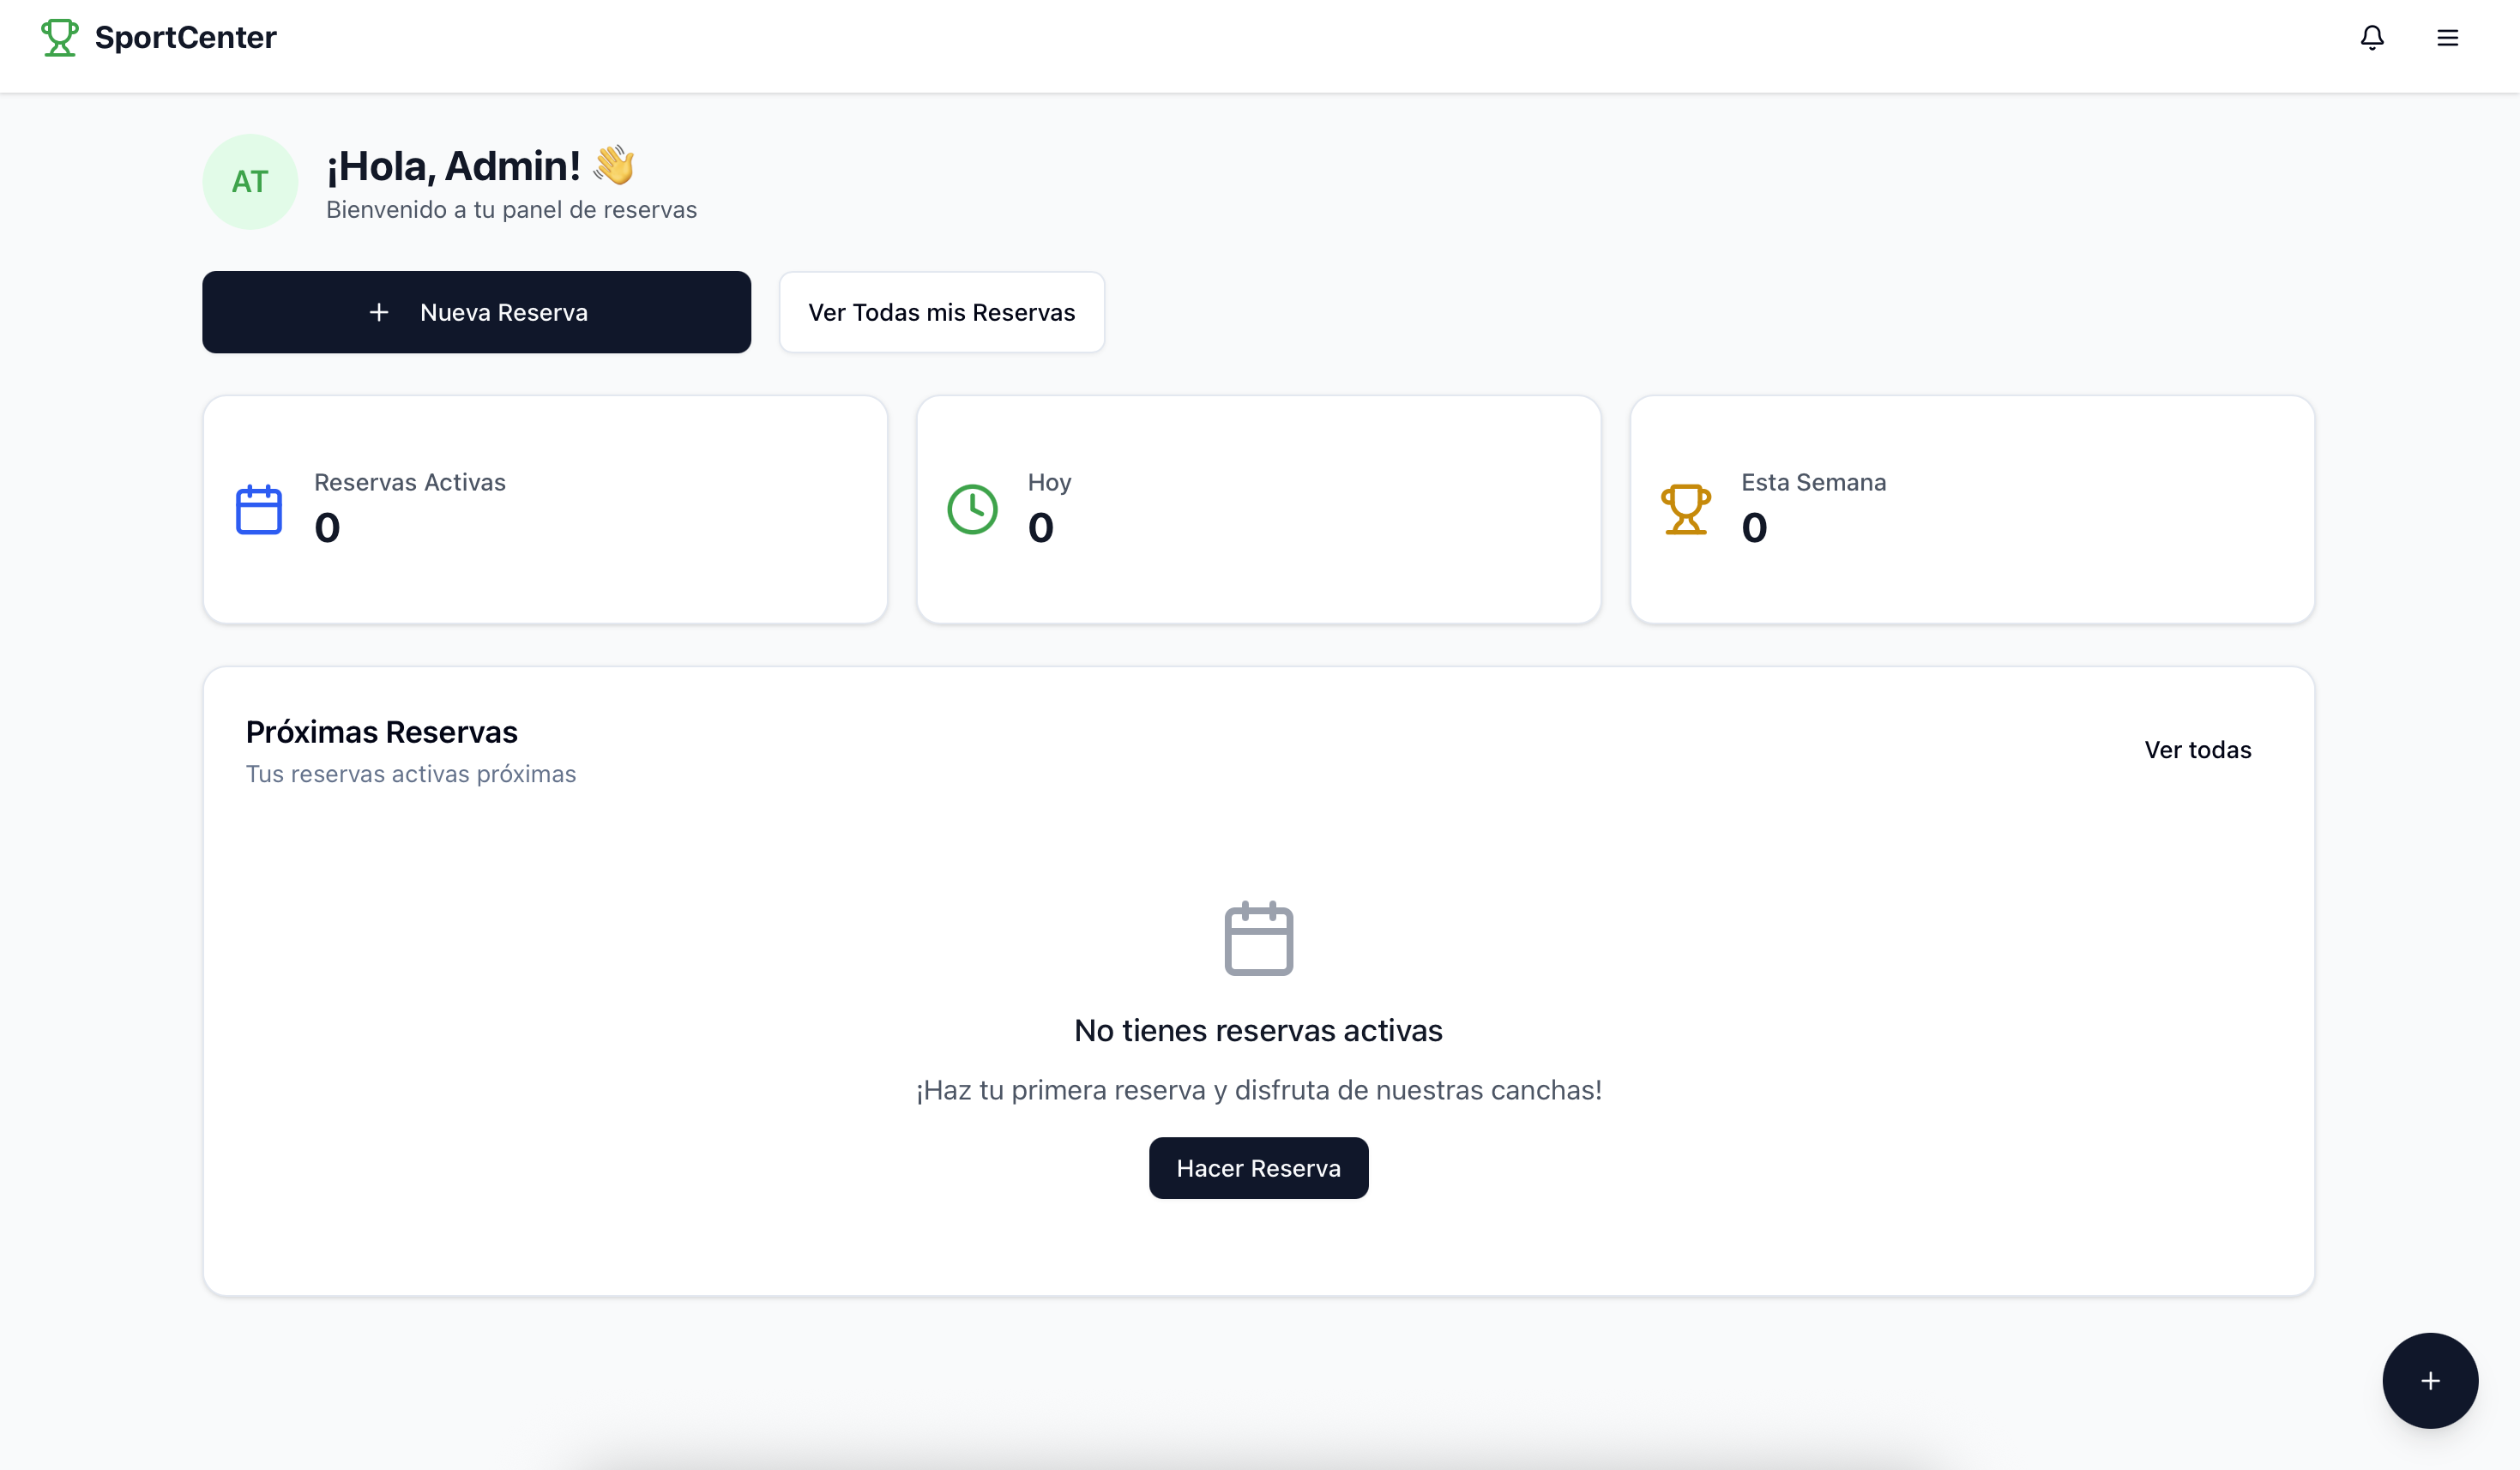 SportCenter
AT
¡Hola, Admin! 👋
Bienvenido a tu panel de reservas
+ Nueva Reserva
Ver Todas mis Reservas
Reservas Activas
0
Hoy
0
Esta Semana
0
Próximas Reservas
Tus reservas activas próximas
Ver todas
No tienes reservas activas
¡Haz tu primera reserva y disfruta de nuestras canchas!
Hacer Reserva
+